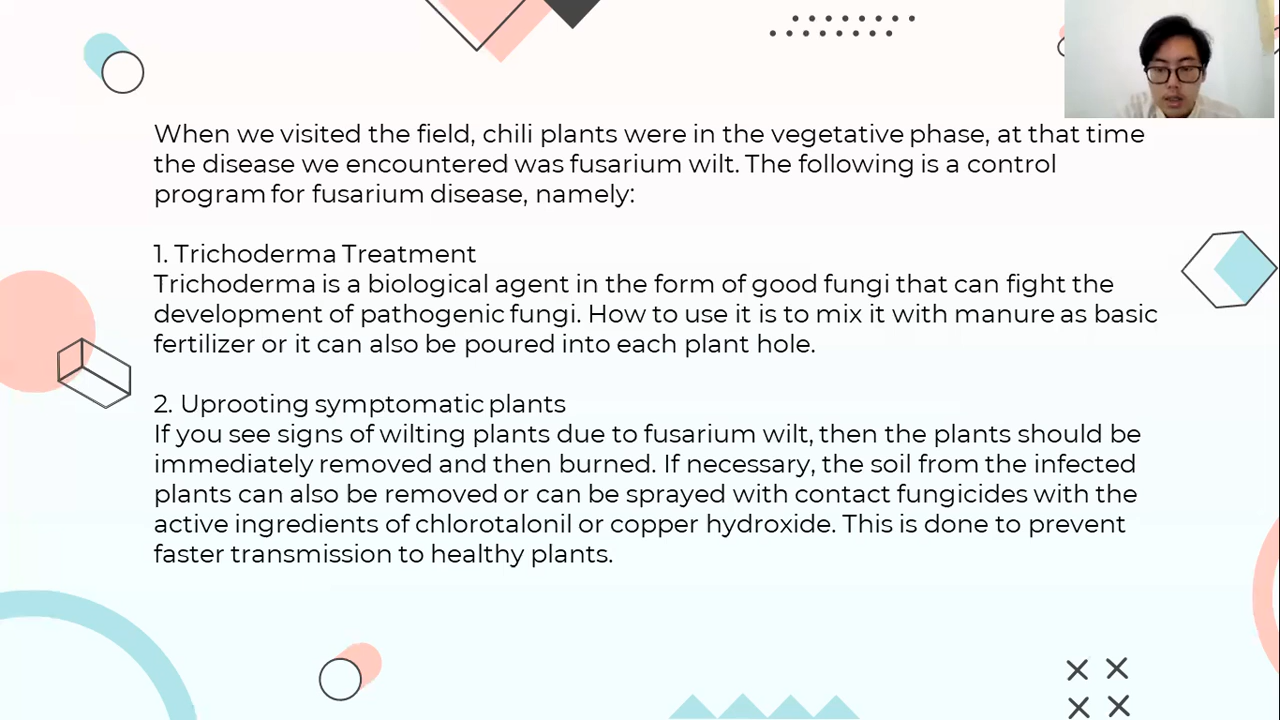 When we visited the field, chili plants were in the vegetative phase, at that time
the disease we encountered was fusarium wilt. The following is a control
program for fusarium disease, namely:
1. Trichoderma Treatment
Trichoderma is a biological agent in the form of good fungi that can fight the
development of pathogenic fungi. How to use it is to mix it with manure as basic
fertilizer or it can also be poured into each plant hole.
2. Uprooting symptomatic plants
If you see signs of wilting plants due to fusarium wilt, then the plants should be
immediately removed and then burned. If necessary, the soil from the infected
plants can also be removed or can be sprayed with contact fungicides with the
active ingredients of chlorotalonil or copper hydroxide. This is done to prevent
faster transmission to healthy plants.